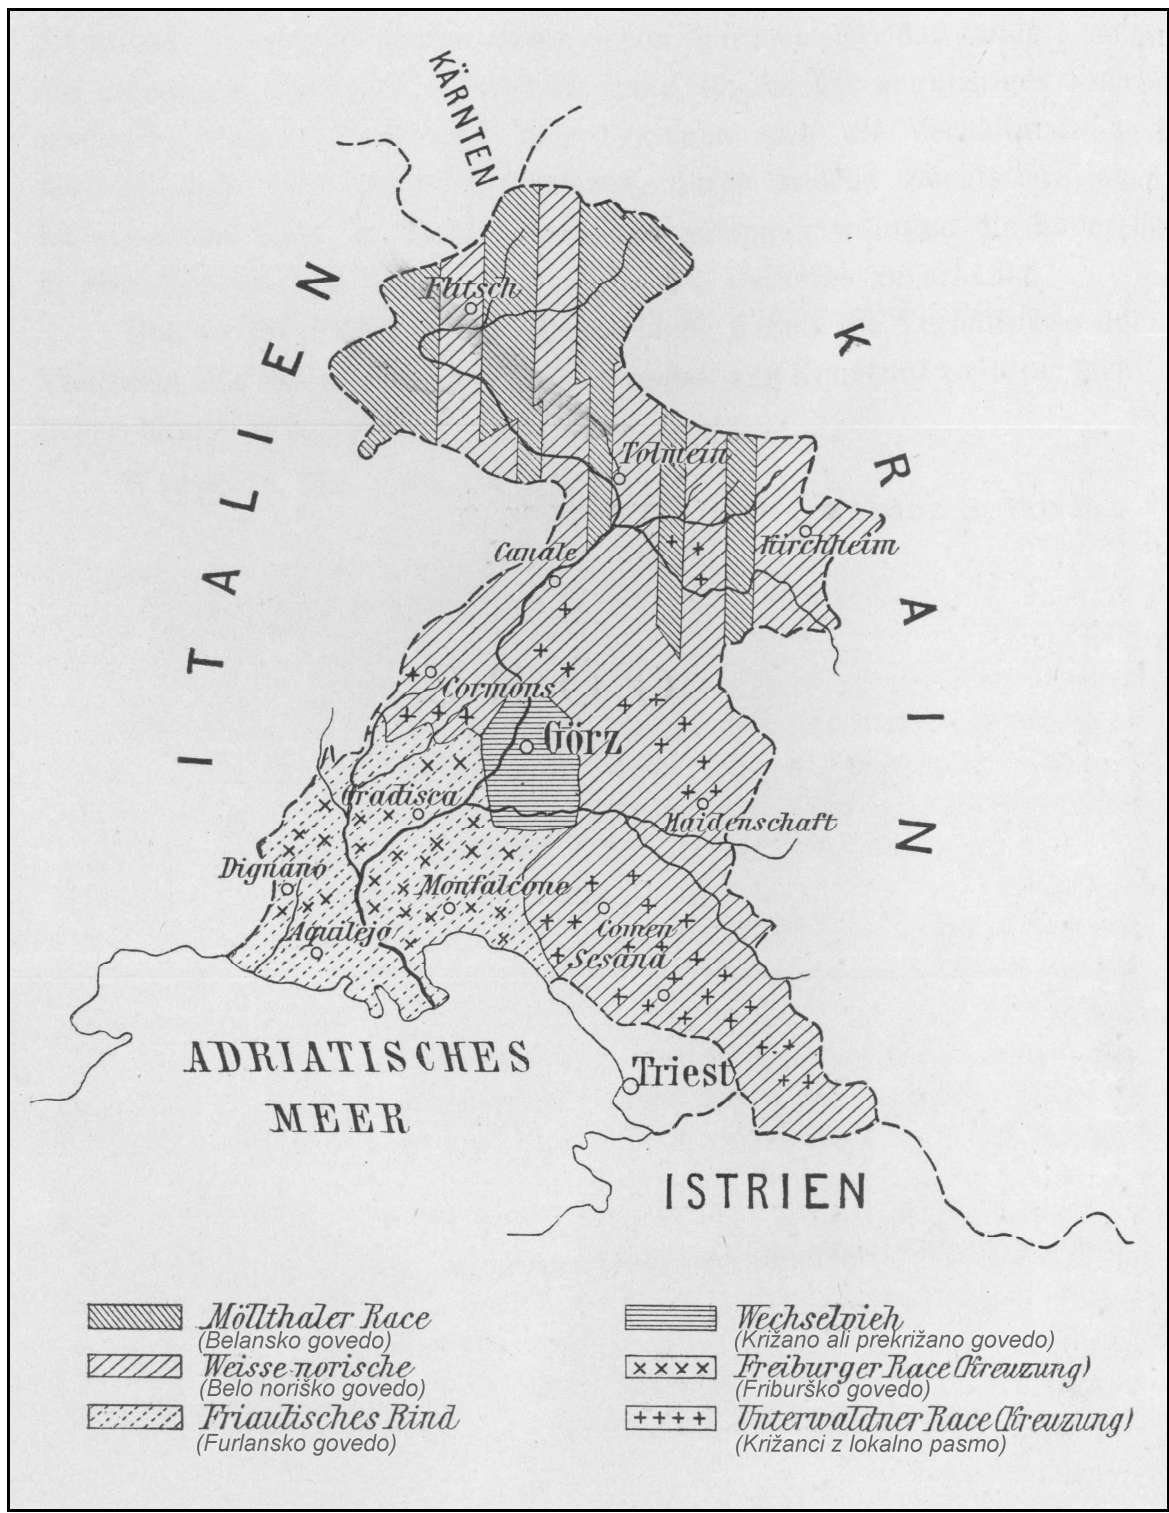 KÄRNTEN
ITALIEN
KRAIN
Flitsch
Tolmein
Canale
Kirchheim
Cormons
Görz
Gradisca
Haidenschaft
Dignano
Monfalcone
Aquileja
Comen
Sesana
ADRIATISCHES
MEER
Triest
ISTRIEN
Möllthaler Race
(Belansko govedo)
Weisse norische
(Belo noriško govedo)
Friaulisches Rind
(Furlansko govedo)
Wechselvieh
(Križano ali prekrižano govedo)
Freiburger Race (Kreuzung)
(Friburško govedo)
Unterwaldner Race (Kreuzung)
(Križanci z lokalno pasmo)